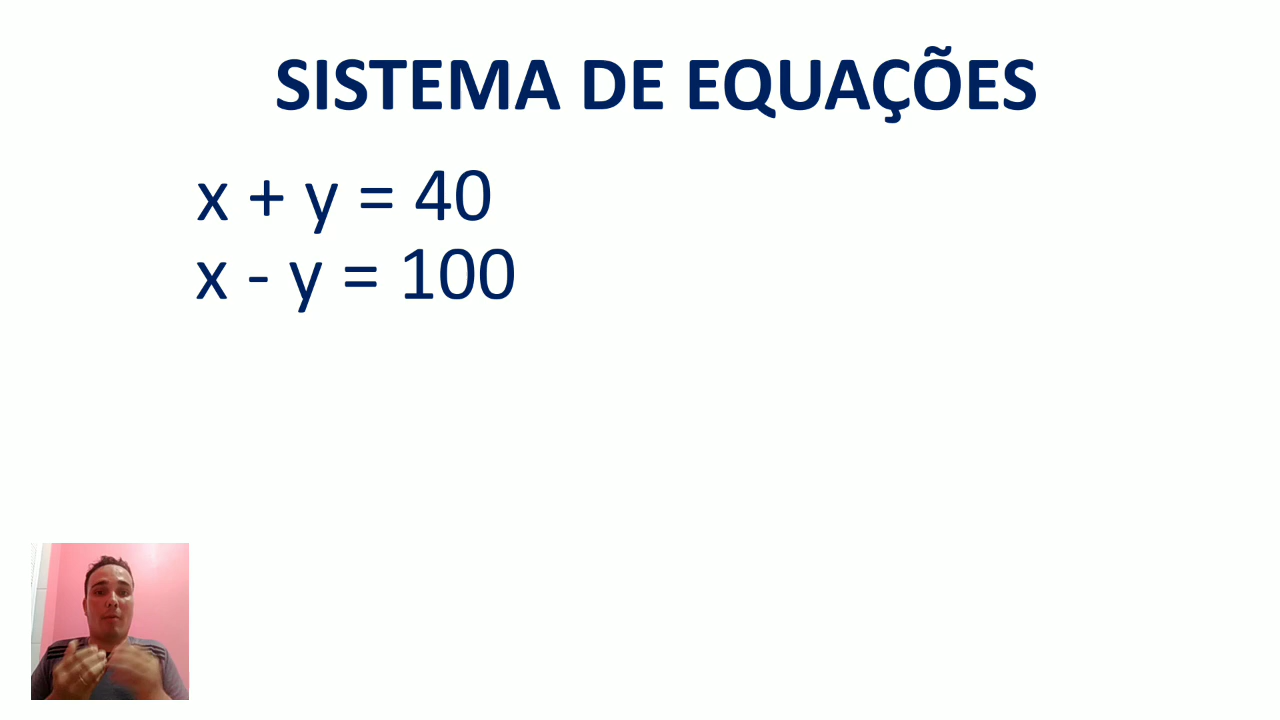 SISTEMA DE EQUAÇÕES
x + y = 40
x - y = 100